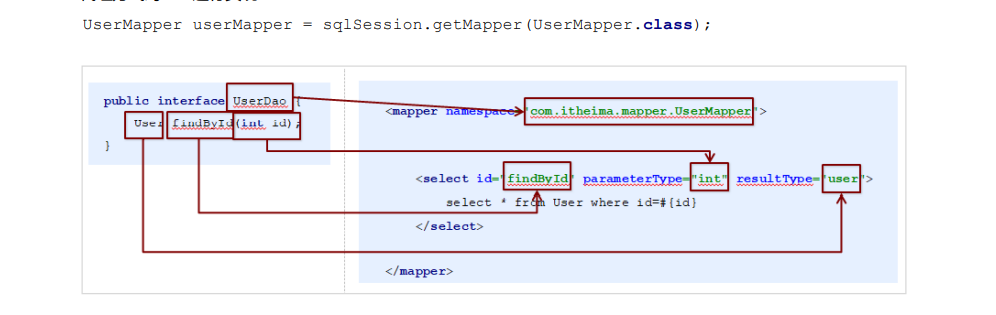 UserMapper userMapper = sqlSession.getMapper(UserMapper.class);
public interface UserDao {
User findById(int id);
}
<mapper namespace="com.itheima.mapper.UserMapper">
<select id="findById" parameterType="int" resultType="user">
select * from User where id=#{id}
</select>
</mapper>